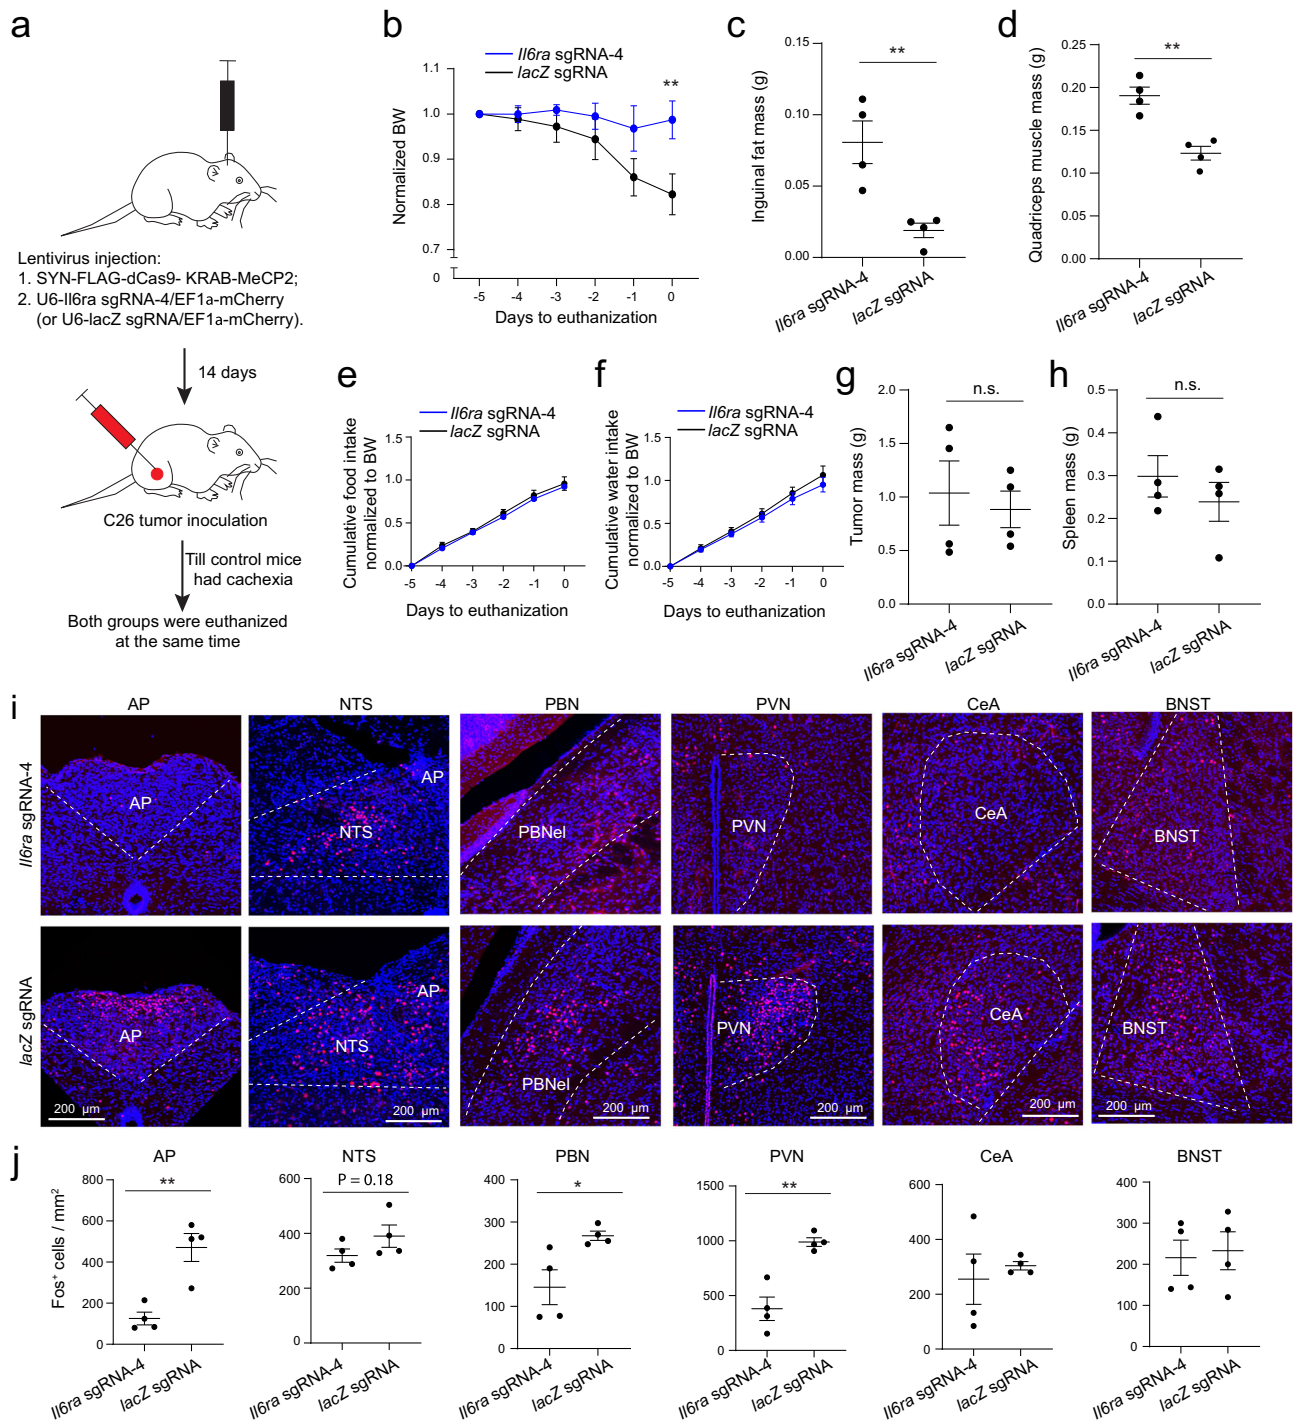 a
Lentivirus injection:
1. SYN-FLAG-dCas9- KRAB-MeCP2;
2. U6-Il6ra sgRNA-4/EF1a-mCherry
(or U6-lacZ sgRNA/EF1a-mCherry).
14 days
C26 tumor inoculation
Till control mice
had cachexia
Both groups were euthanized
at the same time
b
Il6ra sgRNA-4
lacZ sgRNA
**
Normalized BW
1.1
1.0
0.9
0.8
0.7
0
-5 -4 -3 -2 -1 0
Days to euthanization
c
**
Inguinal fat mass (g)
0.15
0.10
0.05
0.00
Il6ra sgRNA-4
lacZ sgRNA
d
**
Quadriceps muscle mass (g)
0.25
0.20
0.15
0.10
0.05
0.00
Il6ra sgRNA-4
lacZ sgRNA
e
Il6ra sgRNA-4
lacZ sgRNA
Cumulative food intake
normalized to BW
1.5
1.0
0.5
0.0
-5 -4 -3 -2 -1 0
Days to euthanization
f
Il6ra sgRNA-4
lacZ sgRNA
Cumulative water intake
normalized to BW
1.5
1.0
0.5
0.0
-5 -4 -3 -2 -1 0
Days to euthanization
g
n.s.
Tumor mass (g)
2.0
1.5
1.0
0.5
0.0
Il6ra sgRNA-4
lacZ sgRNA
h
n.s.
Spleen mass (g)
0.5
0.4
0.3
0.2
0.1
0.0
Il6ra sgRNA-4
lacZ sgRNA
i
AP NTS PBN PVN CeA BNST
Il6ra sgRNA-4
AP
AP
NTS
PBNel
PVN
CeA
BNST
lacZ sgRNA
AP
200 µm
AP
NTS
200 µm
PBNel
200 µm
PVN
200 µm
CeA
200 µm
BNST
200 µm
j
AP
**
Fos+ cells / mm2
800
600
400
200
0
Il6ra sgRNA-4
lacZ sgRNA
NTS
P = 0.18
600
400
200
0
Il6ra sgRNA-4
lacZ sgRNA
PBN
*
400
300
200
100
0
Il6ra sgRNA-4
lacZ sgRNA
PVN
**
1500
1000
500
0
Il6ra sgRNA-4
lacZ sgRNA
CeA
600
400
200
0
Il6ra sgRNA-4
lacZ sgRNA
BNST
400
300
200
100
0
Il6ra sgRNA-4
lacZ sgRNA